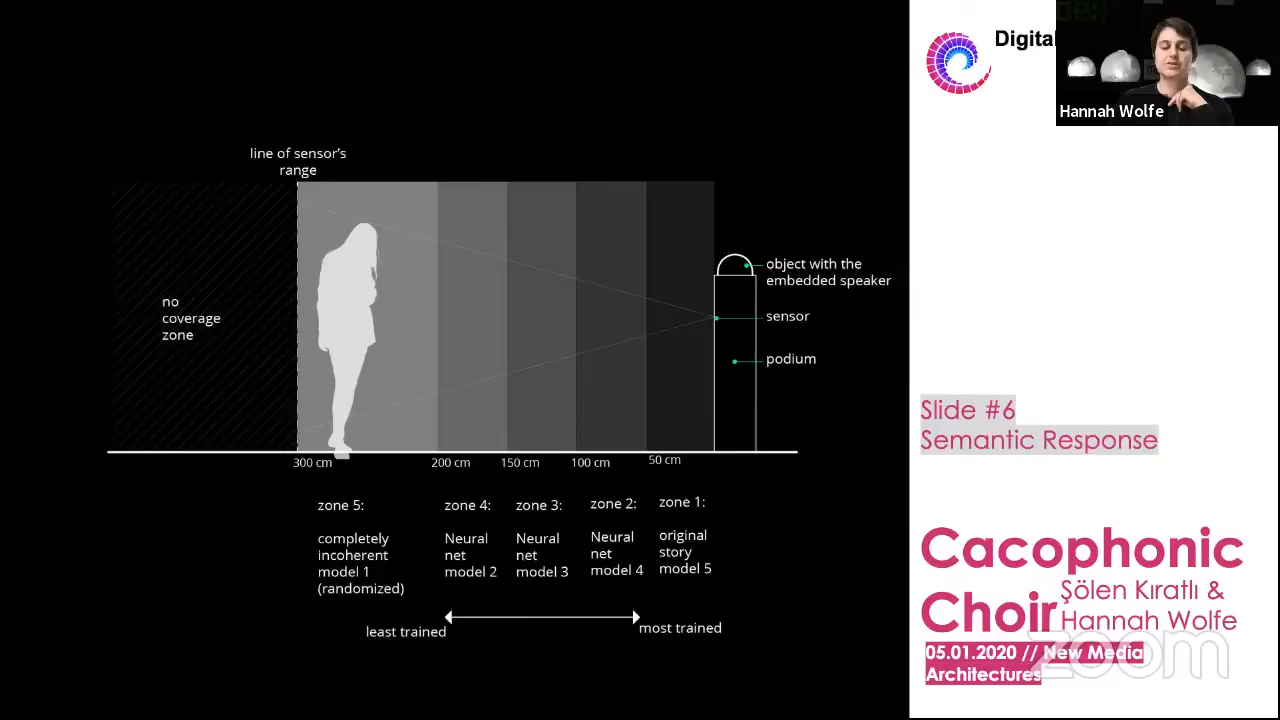 Digital
Hannah Wolfe
line of sensor's
range
no
coverage
zone
object with the
embedded speaker
sensor
podium
300 cm
200 cm
150 cm
100 cm
50 cm
zone 5:
completely
incoherent
model 1
(randomized)
zone 4:
Neural
net
model 2
zone 3:
Neural
net
model 3
zone 2:
Neural
net
model 4
zone 1:
original
story
model 5
least trained
most trained
Slide #6
Semantic Response
Cacophonic
Choir
Şölen Kıratlı &
Hannah Wolfe
05.01.2020 // New Media
Architectures
zoom